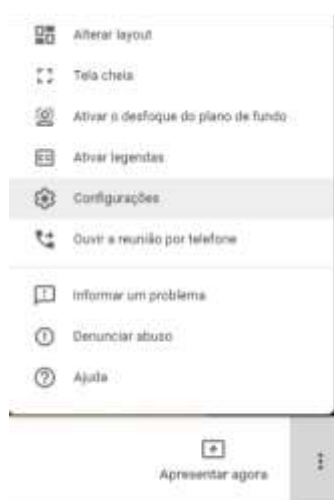 Alterar layout
Tela cheia
Ativar o desfoque do plano de fundo
Ativar legendas
Configurações
Ouvir a reunião por telefone
Informar um problema
Denunciar abuso
Ajuda
Apresentar agora